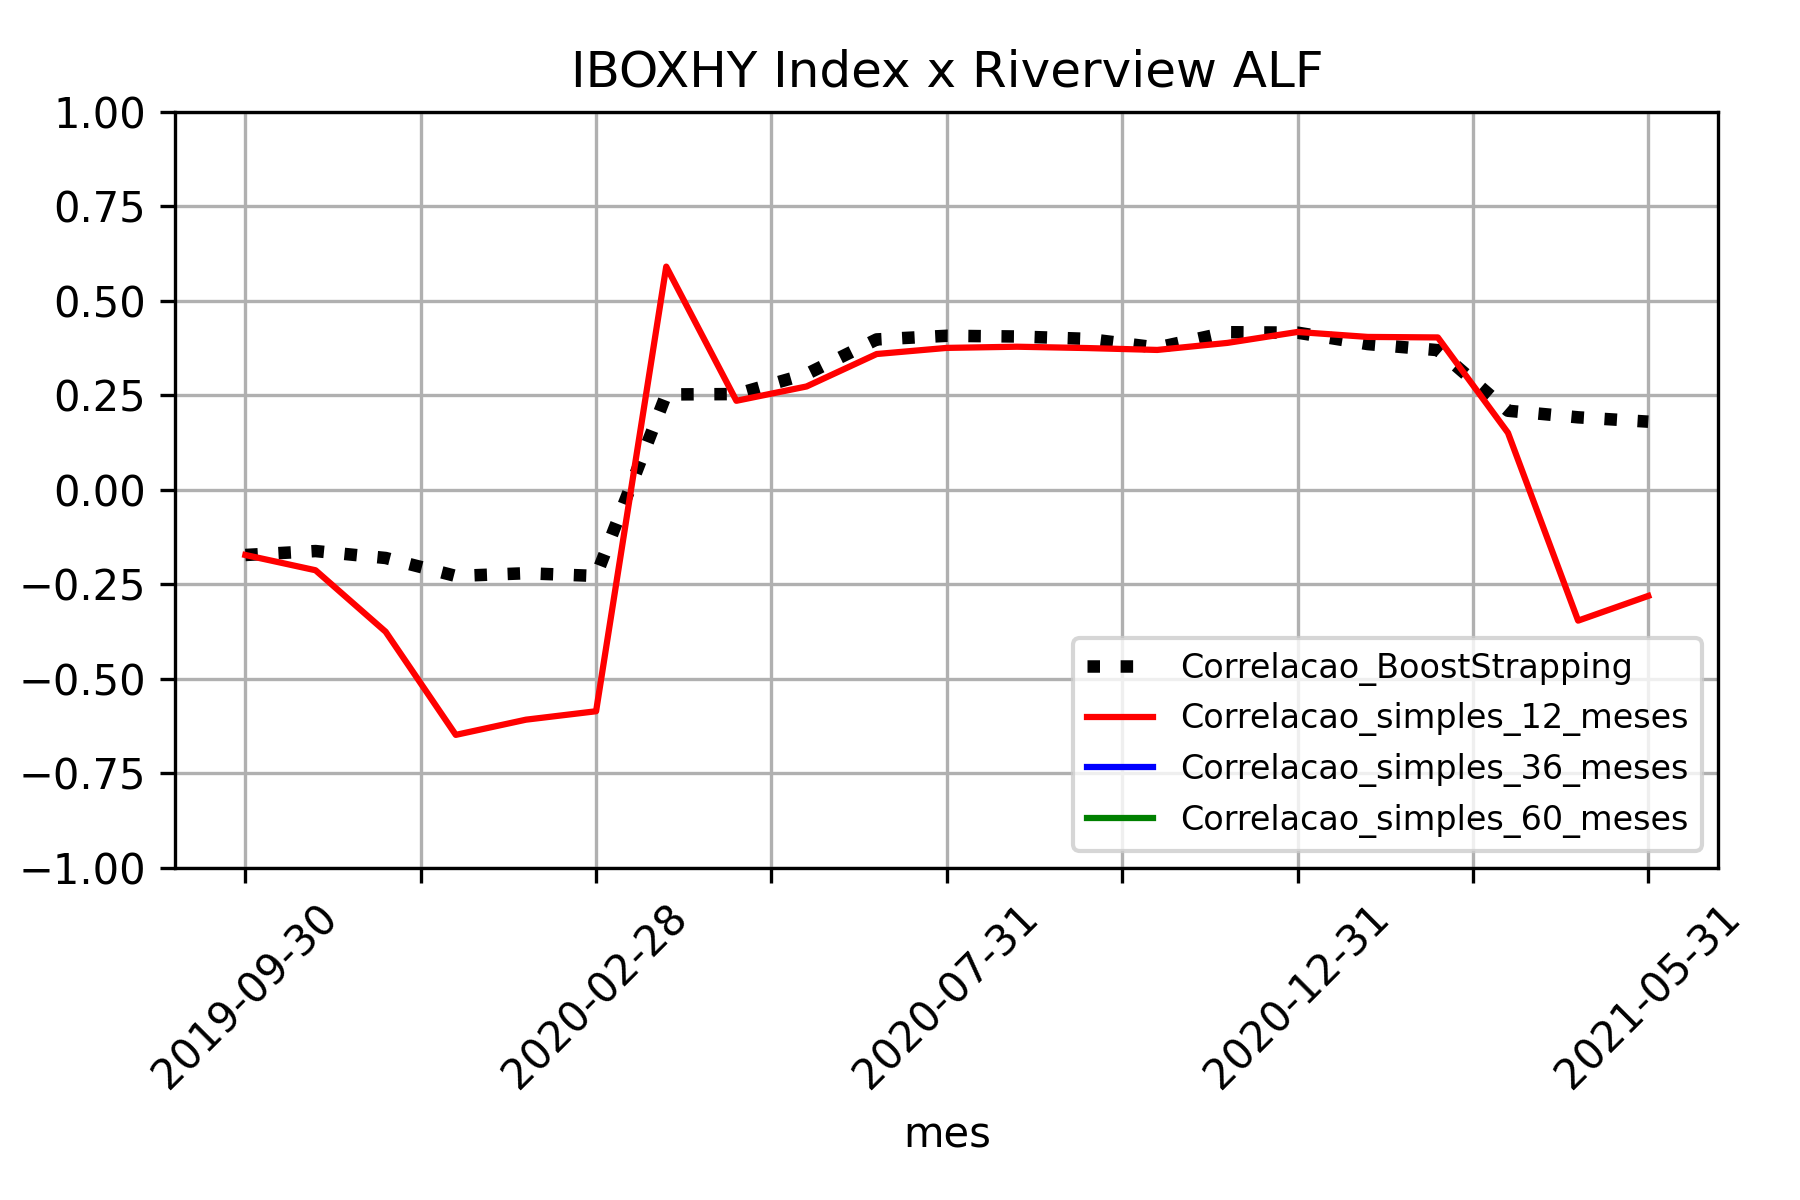 IBOXHY Index x Riverview ALF
1.00
0.75
0.50
0.25
0.00
−0.25
−0.50
−0.75
−1.00
Correlacao_BoostStrapping
Correlacao_simples_12_meses
Correlacao_simples_36_meses
Correlacao_simples_60_meses
2019-09-30
2020-02-28
2020-07-31
2020-12-31
2021-05-31
mes